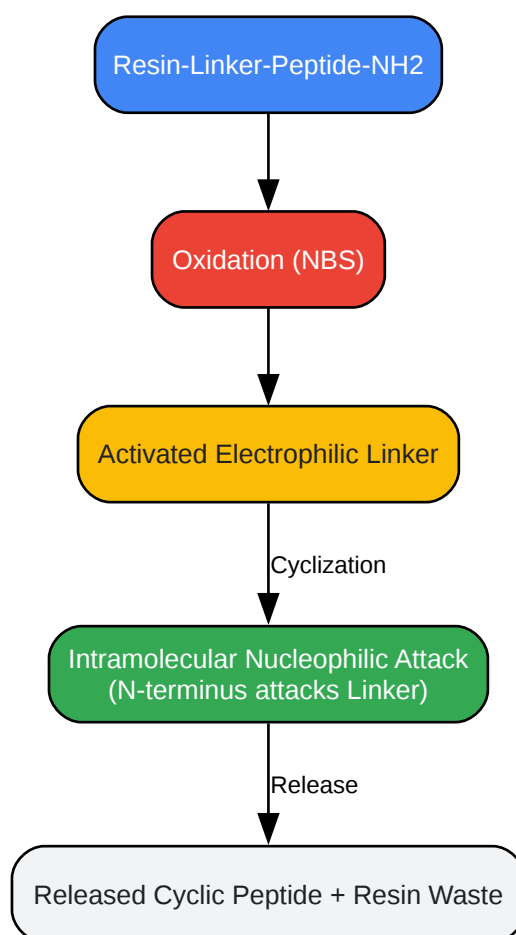 Resin-Linker-Peptide-NH2
Oxidation (NBS)
Activated Electrophilic Linker
Cyclization
Intramolecular Nucleophilic Attack
(N-terminus attacks Linker)
Release
Released Cyclic Peptide + Resin Waste